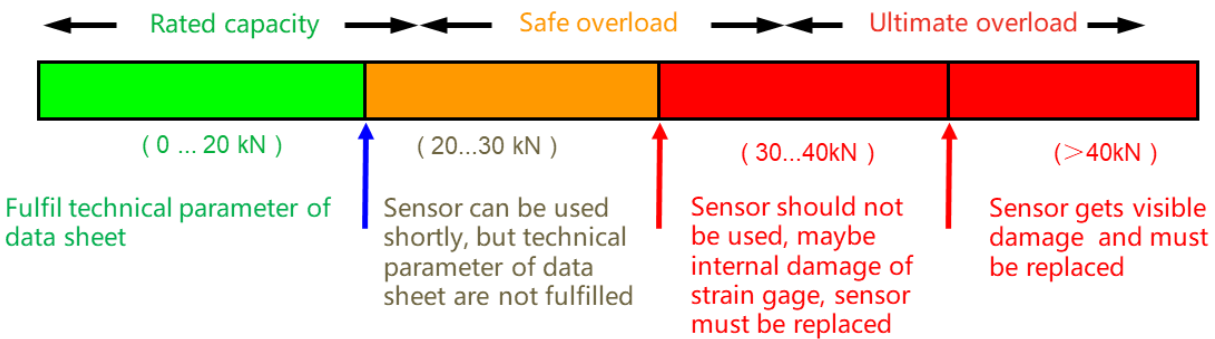 Rated capacity
Safe overload
Ultimate overload
( 0 ... 20 kN )
( 20...30 kN )
( 30...40kN )
(>40kN )
Fulfil technical parameter of
data sheet
Sensor can be used
shortly, but technical
parameter of data
sheet are not fulfilled
Sensor should not
be used, maybe
internal damage of
strain gage, sensor
must be replaced
Sensor gets visible
damage and must
be replaced